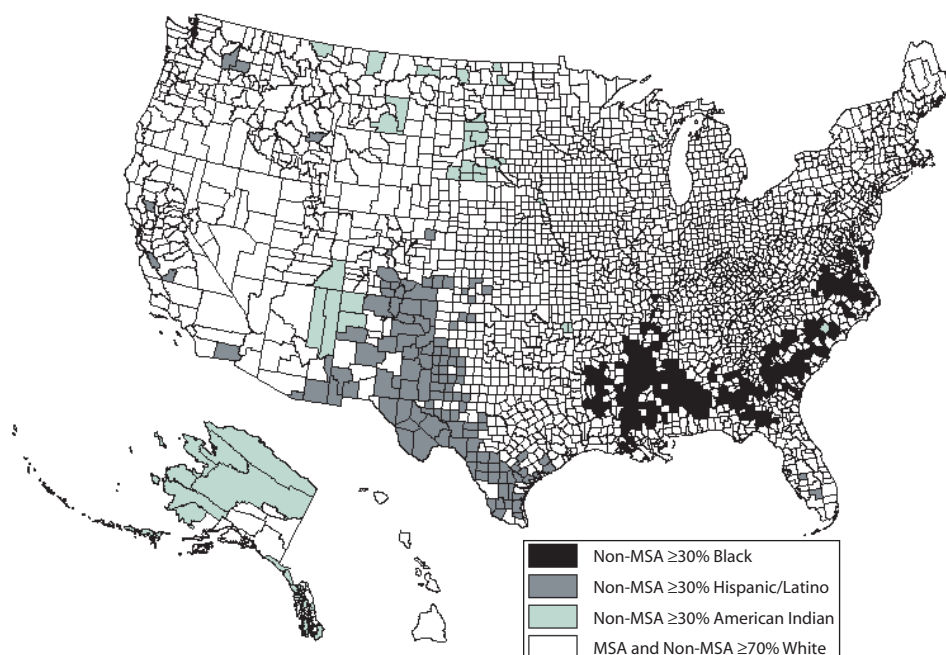 Non-MSA ≥30% Black
Non-MSA ≥30% Hispanic/Latino
Non-MSA ≥30% American Indian
MSA and Non-MSA ≥70% White